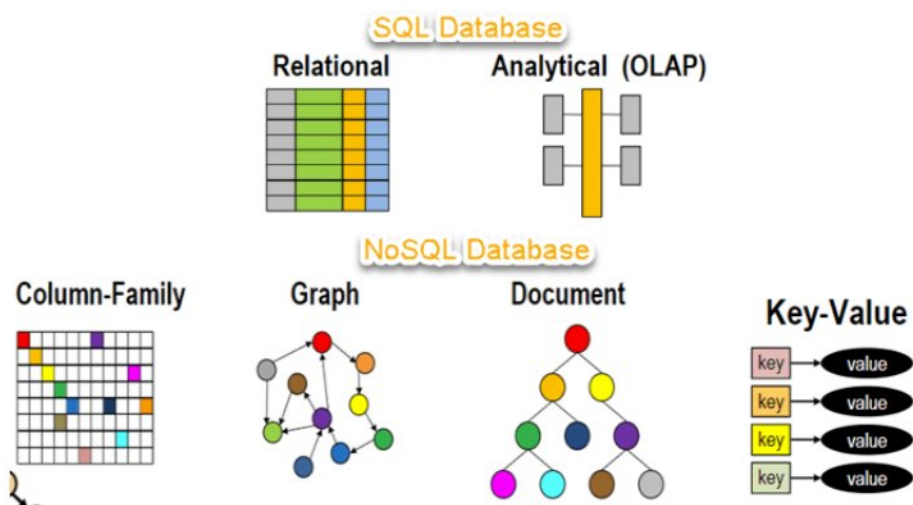 SQL Database
Relational
Analytical (OLAP)
NoSQL Database
Column-Family
Graph
Document
Key-Value
key value
key value
key value
key value